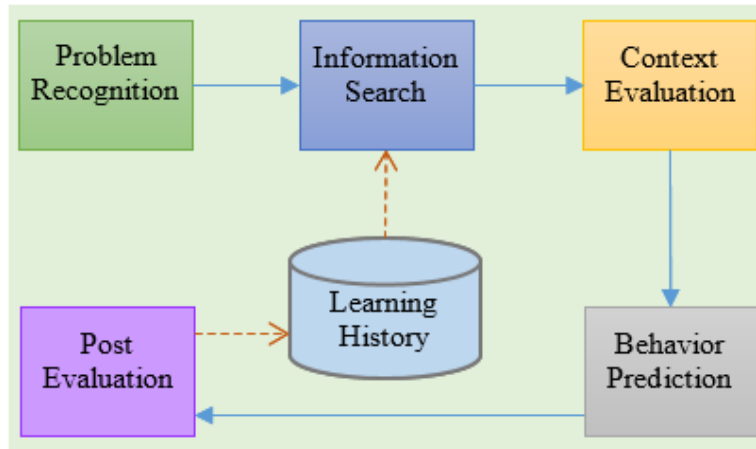 Problem
Recognition
Information
Search
Context
Evaluation
Learning
History
Post
Evaluation
Behavior
Prediction